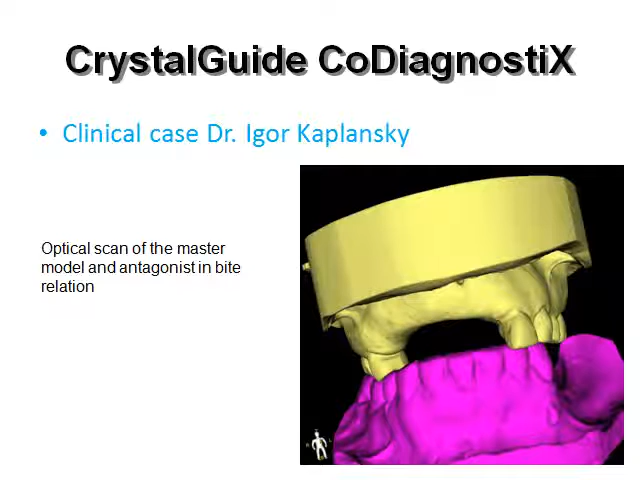 CrystalGuide CoDiagnostiX
• Clinical case Dr. Igor Kaplansky
Optical scan of the master
model and antagonist in bite
relation